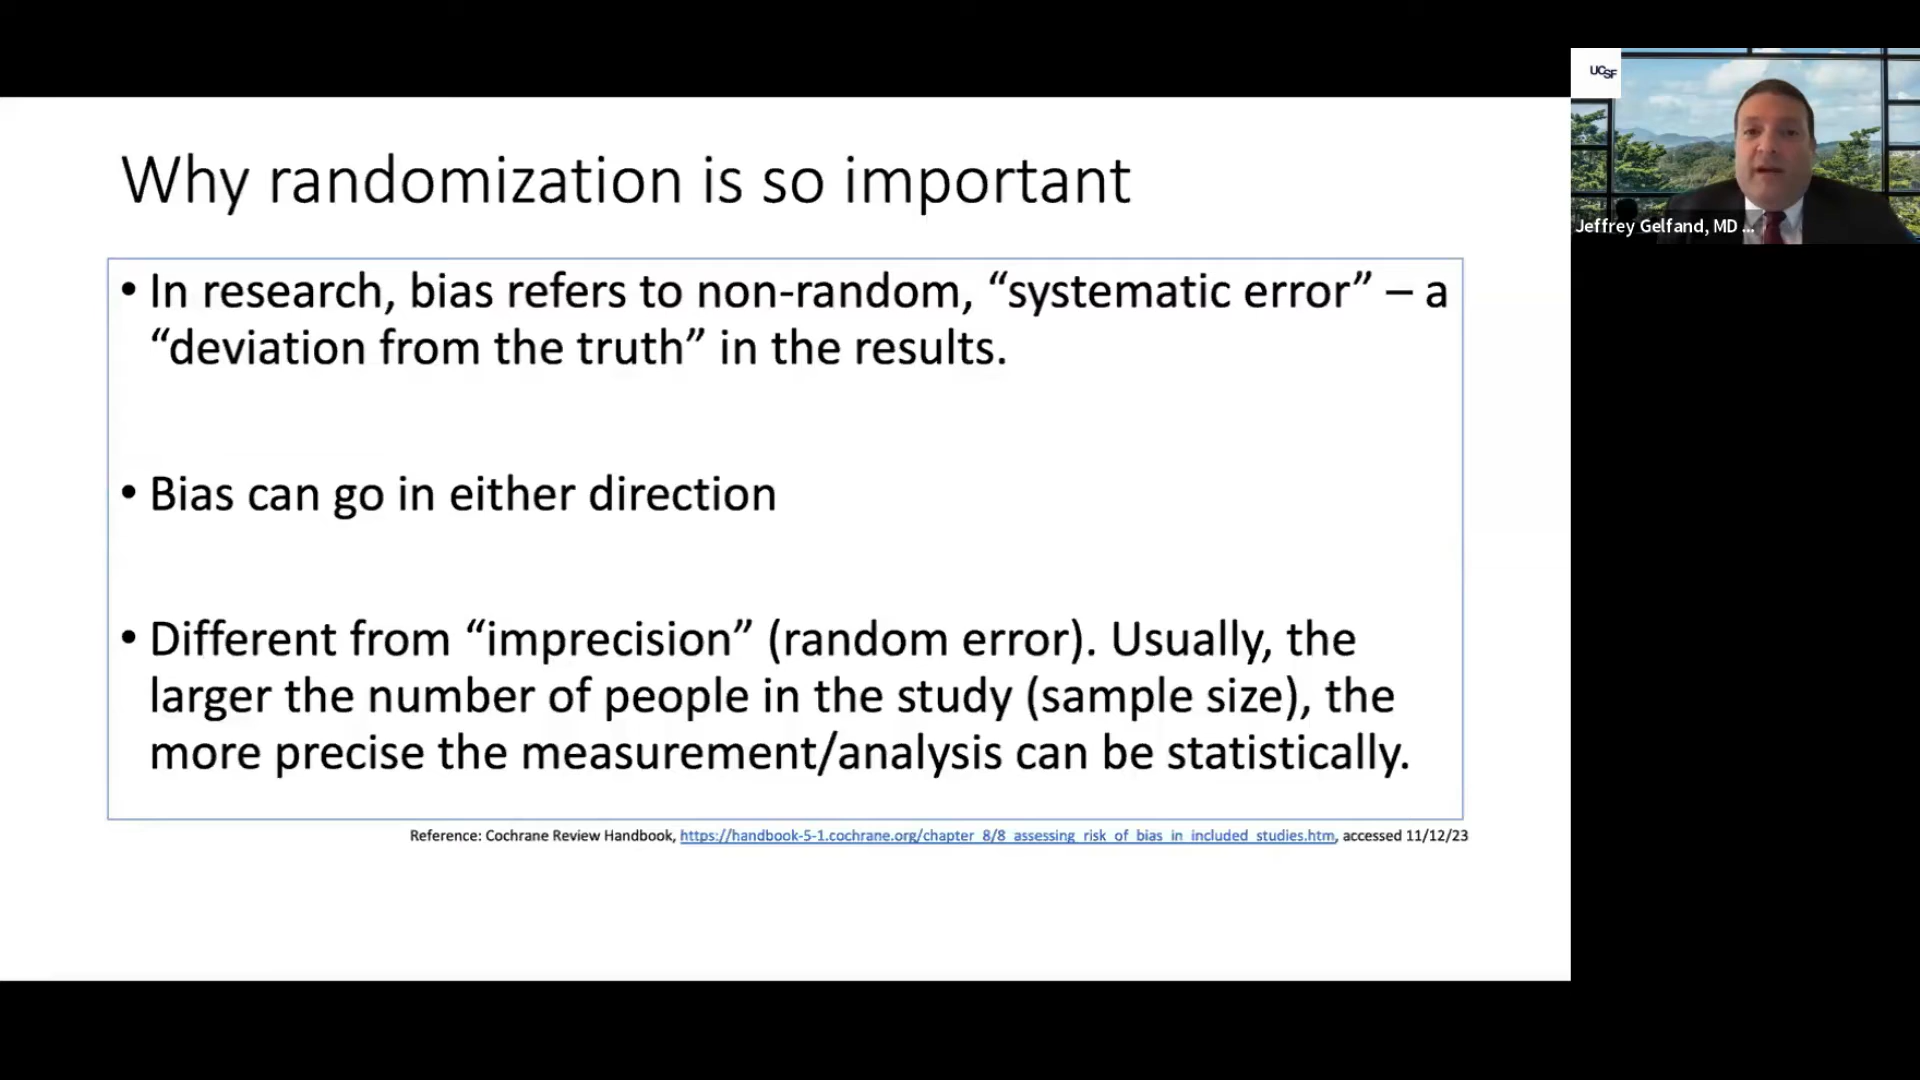 Why randomization is so important
• In research, bias refers to non-random, “systematic error” – a
“deviation from the truth” in the results.
• Bias can go in either direction
• Different from “imprecision” (random error). Usually, the
larger the number of people in the study (sample size), the
more precise the measurement/analysis can be statistically.
Reference: Cochrane Review Handbook, https://handbook-5-1.cochrane.org/chapter_8/8_assessing_risk_of_bias_in_included_studies.htm, accessed 11/12/23
UCSF
Jeffrey Gelfand, MD ...